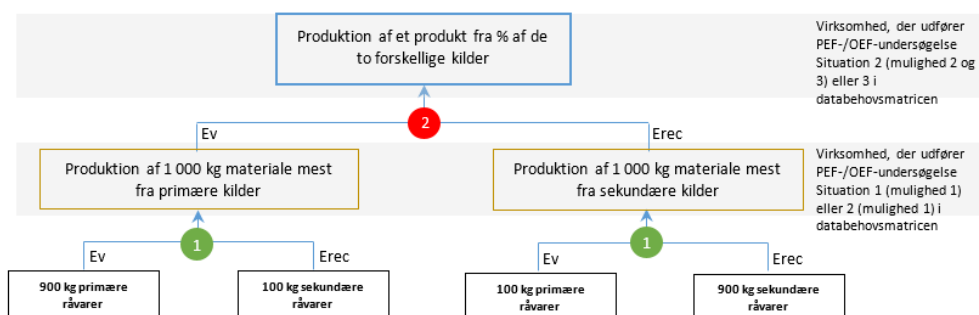 Produktion af et produkt fra % af de
to forskellige kilder
Virksomhed, der udfører
PEF-/OEF-undersøgelse
Situation 2 (mulighed 2 og
3) eller 3 i
databehovsmatricen
2
Ev
Erec
Produktion af 1 000 kg materiale mest
fra primære kilder
Produktion af 1 000 kg materiale mest
fra sekundære kilder
Virksomhed, der udfører
PEF-/OEF-undersøgelse
Situation 1 (mulighed 1)
eller 2 (mulighed 1) i
databehovsmatricen
1
1
Ev
Erec
Ev
Erec
900 kg primære
råvarer
100 kg sekundære
råvarer
100 kg primære
råvarer
900 kg sekundære
råvarer